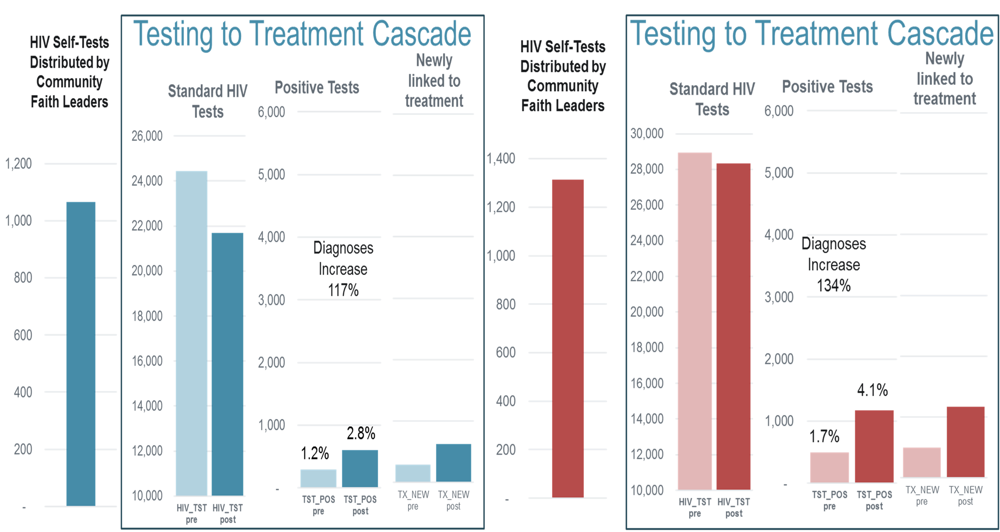 HIV Self-Tests
Distributed by
Community
Faith Leaders
1,200
1,000
800
600
400
200
-
Testing to Treatment Cascade
Standard HIV
Tests
26,000
24,000
22,000
20,000
18,000
16,000
14,000
12,000
10,000
HIV_TST
pre
HIV_TST
post
Positive Tests
6,000
5,000
4,000
3,000
2,000
1,000
-
Diagnoses
Increase
117%
1.2%
2.8%
TST_POS
pre
TST_POS
post
Newly
linked to
treatment
TX_NEW
pre
TX_NEW
post
HIV Self-Tests
Distributed by
Community
Faith Leaders
1,400
1,200
1,000
800
600
400
200
-
Testing to Treatment Cascade
Standard HIV
Tests
30,000
28,000
26,000
24,000
22,000
20,000
18,000
16,000
14,000
12,000
10,000
HIV_TST
pre
HIV_TST
post
Positive Tests
6,000
5,000
4,000
3,000
2,000
1,000
-
Diagnoses
Increase
134%
1.7%
4.1%
TST_POS
pre
TST_POS
post
Newly
linked to
treatment
TX_NEW
pre
TX_NEW
post